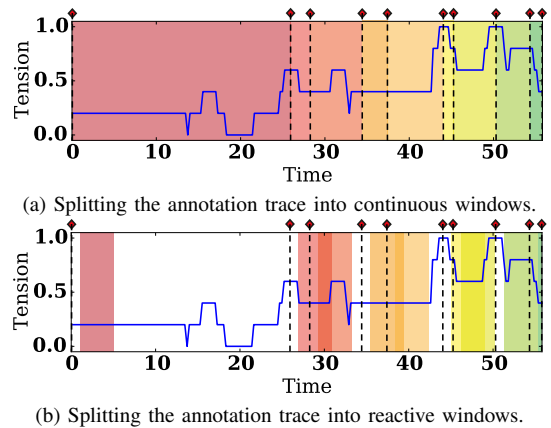 1.0
0.5
0.0
Tension
0 10 20 30 40 50
Time
(a) Splitting the annotation trace into continuous windows.
1.0
0.5
0.0
Tension
0 10 20 30 40 50
Time
(b) Splitting the annotation trace into reactive windows.